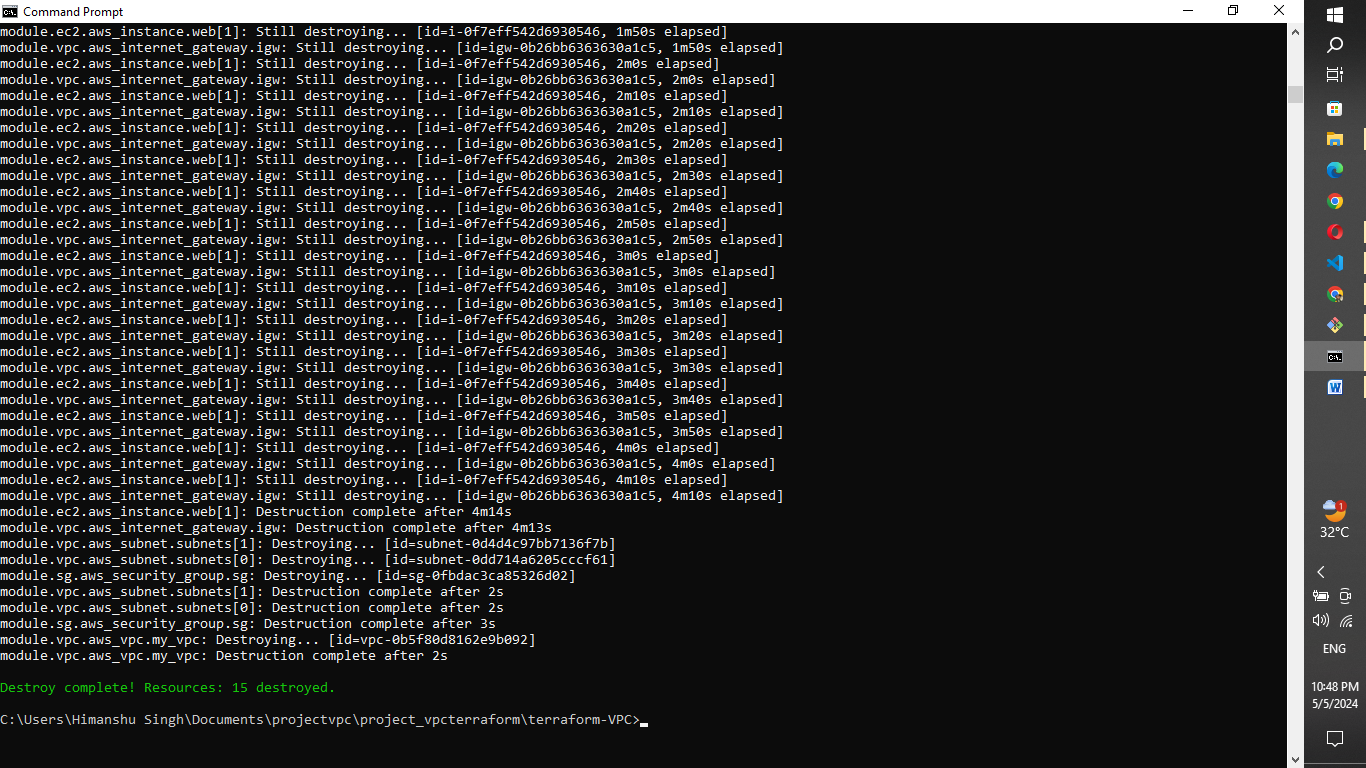 Command Prompt
module.ec2.aws_instance.web[1]: Still destroying... [id=i-0f7eff542d6930546, 1m50s elapsed]
module.vpc.aws_internet_gateway.igw: Still destroying... [id=igw-0b26bb6363630a1c5, 1m50s elapsed]
module.ec2.aws_instance.web[1]: Still destroying... [id=i-0f7eff542d6930546, 2m0s elapsed]
module.vpc.aws_internet_gateway.igw: Still destroying... [id=igw-0b26bb6363630a1c5, 2m0s elapsed]
module.ec2.aws_instance.web[1]: Still destroying... [id=i-0f7eff542d6930546, 2m10s elapsed]
module.vpc.aws_internet_gateway.igw: Still destroying... [id=igw-0b26bb6363630a1c5, 2m10s elapsed]
module.ec2.aws_instance.web[1]: Still destroying... [id=i-0f7eff542d6930546, 2m20s elapsed]
module.vpc.aws_internet_gateway.igw: Still destroying... [id=igw-0b26bb6363630a1c5, 2m20s elapsed]
module.ec2.aws_instance.web[1]: Still destroying... [id=i-0f7eff542d6930546, 2m30s elapsed]
module.vpc.aws_internet_gateway.igw: Still destroying... [id=igw-0b26bb6363630a1c5, 2m30s elapsed]
module.ec2.aws_instance.web[1]: Still destroying... [id=i-0f7eff542d6930546, 2m40s elapsed]
module.vpc.aws_internet_gateway.igw: Still destroying... [id=igw-0b26bb6363630a1c5, 2m40s elapsed]
module.ec2.aws_instance.web[1]: Still destroying... [id=i-0f7eff542d6930546, 2m50s elapsed]
module.vpc.aws_internet_gateway.igw: Still destroying... [id=igw-0b26bb6363630a1c5, 2m50s elapsed]
module.ec2.aws_instance.web[1]: Still destroying... [id=i-0f7eff542d6930546, 3m0s elapsed]
module.vpc.aws_internet_gateway.igw: Still destroying... [id=igw-0b26bb6363630a1c5, 3m0s elapsed]
module.ec2.aws_instance.web[1]: Still destroying... [id=i-0f7eff542d6930546, 3m10s elapsed]
module.vpc.aws_internet_gateway.igw: Still destroying... [id=igw-0b26bb6363630a1c5, 3m10s elapsed]
module.ec2.aws_instance.web[1]: Still destroying... [id=i-0f7eff542d6930546, 3m20s elapsed]
module.vpc.aws_internet_gateway.igw: Still destroying... [id=igw-0b26bb6363630a1c5, 3m20s elapsed]
module.ec2.aws_instance.web[1]: Still destroying... [id=i-0f7eff542d6930546, 3m30s elapsed]
module.vpc.aws_internet_gateway.igw: Still destroying... [id=igw-0b26bb6363630a1c5, 3m30s elapsed]
module.ec2.aws_instance.web[1]: Still destroying... [id=i-0f7eff542d6930546, 3m40s elapsed]
module.vpc.aws_internet_gateway.igw: Still destroying... [id=igw-0b26bb6363630a1c5, 3m40s elapsed]
module.ec2.aws_instance.web[1]: Still destroying... [id=i-0f7eff542d6930546, 3m50s elapsed]
module.vpc.aws_internet_gateway.igw: Still destroying... [id=igw-0b26bb6363630a1c5, 3m50s elapsed]
module.ec2.aws_instance.web[1]: Still destroying... [id=i-0f7eff542d6930546, 4m0s elapsed]
module.vpc.aws_internet_gateway.igw: Still destroying... [id=igw-0b26bb6363630a1c5, 4m0s elapsed]
module.ec2.aws_instance.web[1]: Still destroying... [id=i-0f7eff542d6930546, 4m10s elapsed]
module.vpc.aws_internet_gateway.igw: Still destroying... [id=igw-0b26bb6363630a1c5, 4m10s elapsed]
module.ec2.aws_instance.web[1]: Destruction complete after 4m14s
module.vpc.aws_internet_gateway.igw: Destruction complete after 4m13s
module.vpc.aws_subnet.subnets[1]: Destroying... [id=subnet-0d4d4c97bb7136f7b]
module.vpc.aws_subnet.subnets[0]: Destroying... [id=subnet-0dd714a6205cccf61]
module.sg.aws_security_group.sg: Destroying... [id=sg-0fbdac3ca85326d02]
module.vpc.aws_subnet.subnets[1]: Destruction complete after 2s
module.vpc.aws_subnet.subnets[0]: Destruction complete after 2s
module.sg.aws_security_group.sg: Destruction complete after 3s
module.vpc.aws_vpc.my_vpc: Destroying... [id=vpc-0b5f80d8162e9b092]
module.vpc.aws_vpc.my_vpc: Destruction complete after 2s
Destroy complete! Resources: 15 destroyed.
C:\Users\Himanshu Singh\Documents\projectvpc\project_vpcterraform\terraform-VPC>
1
32°C
ENG
10:48 PM
5/5/2024